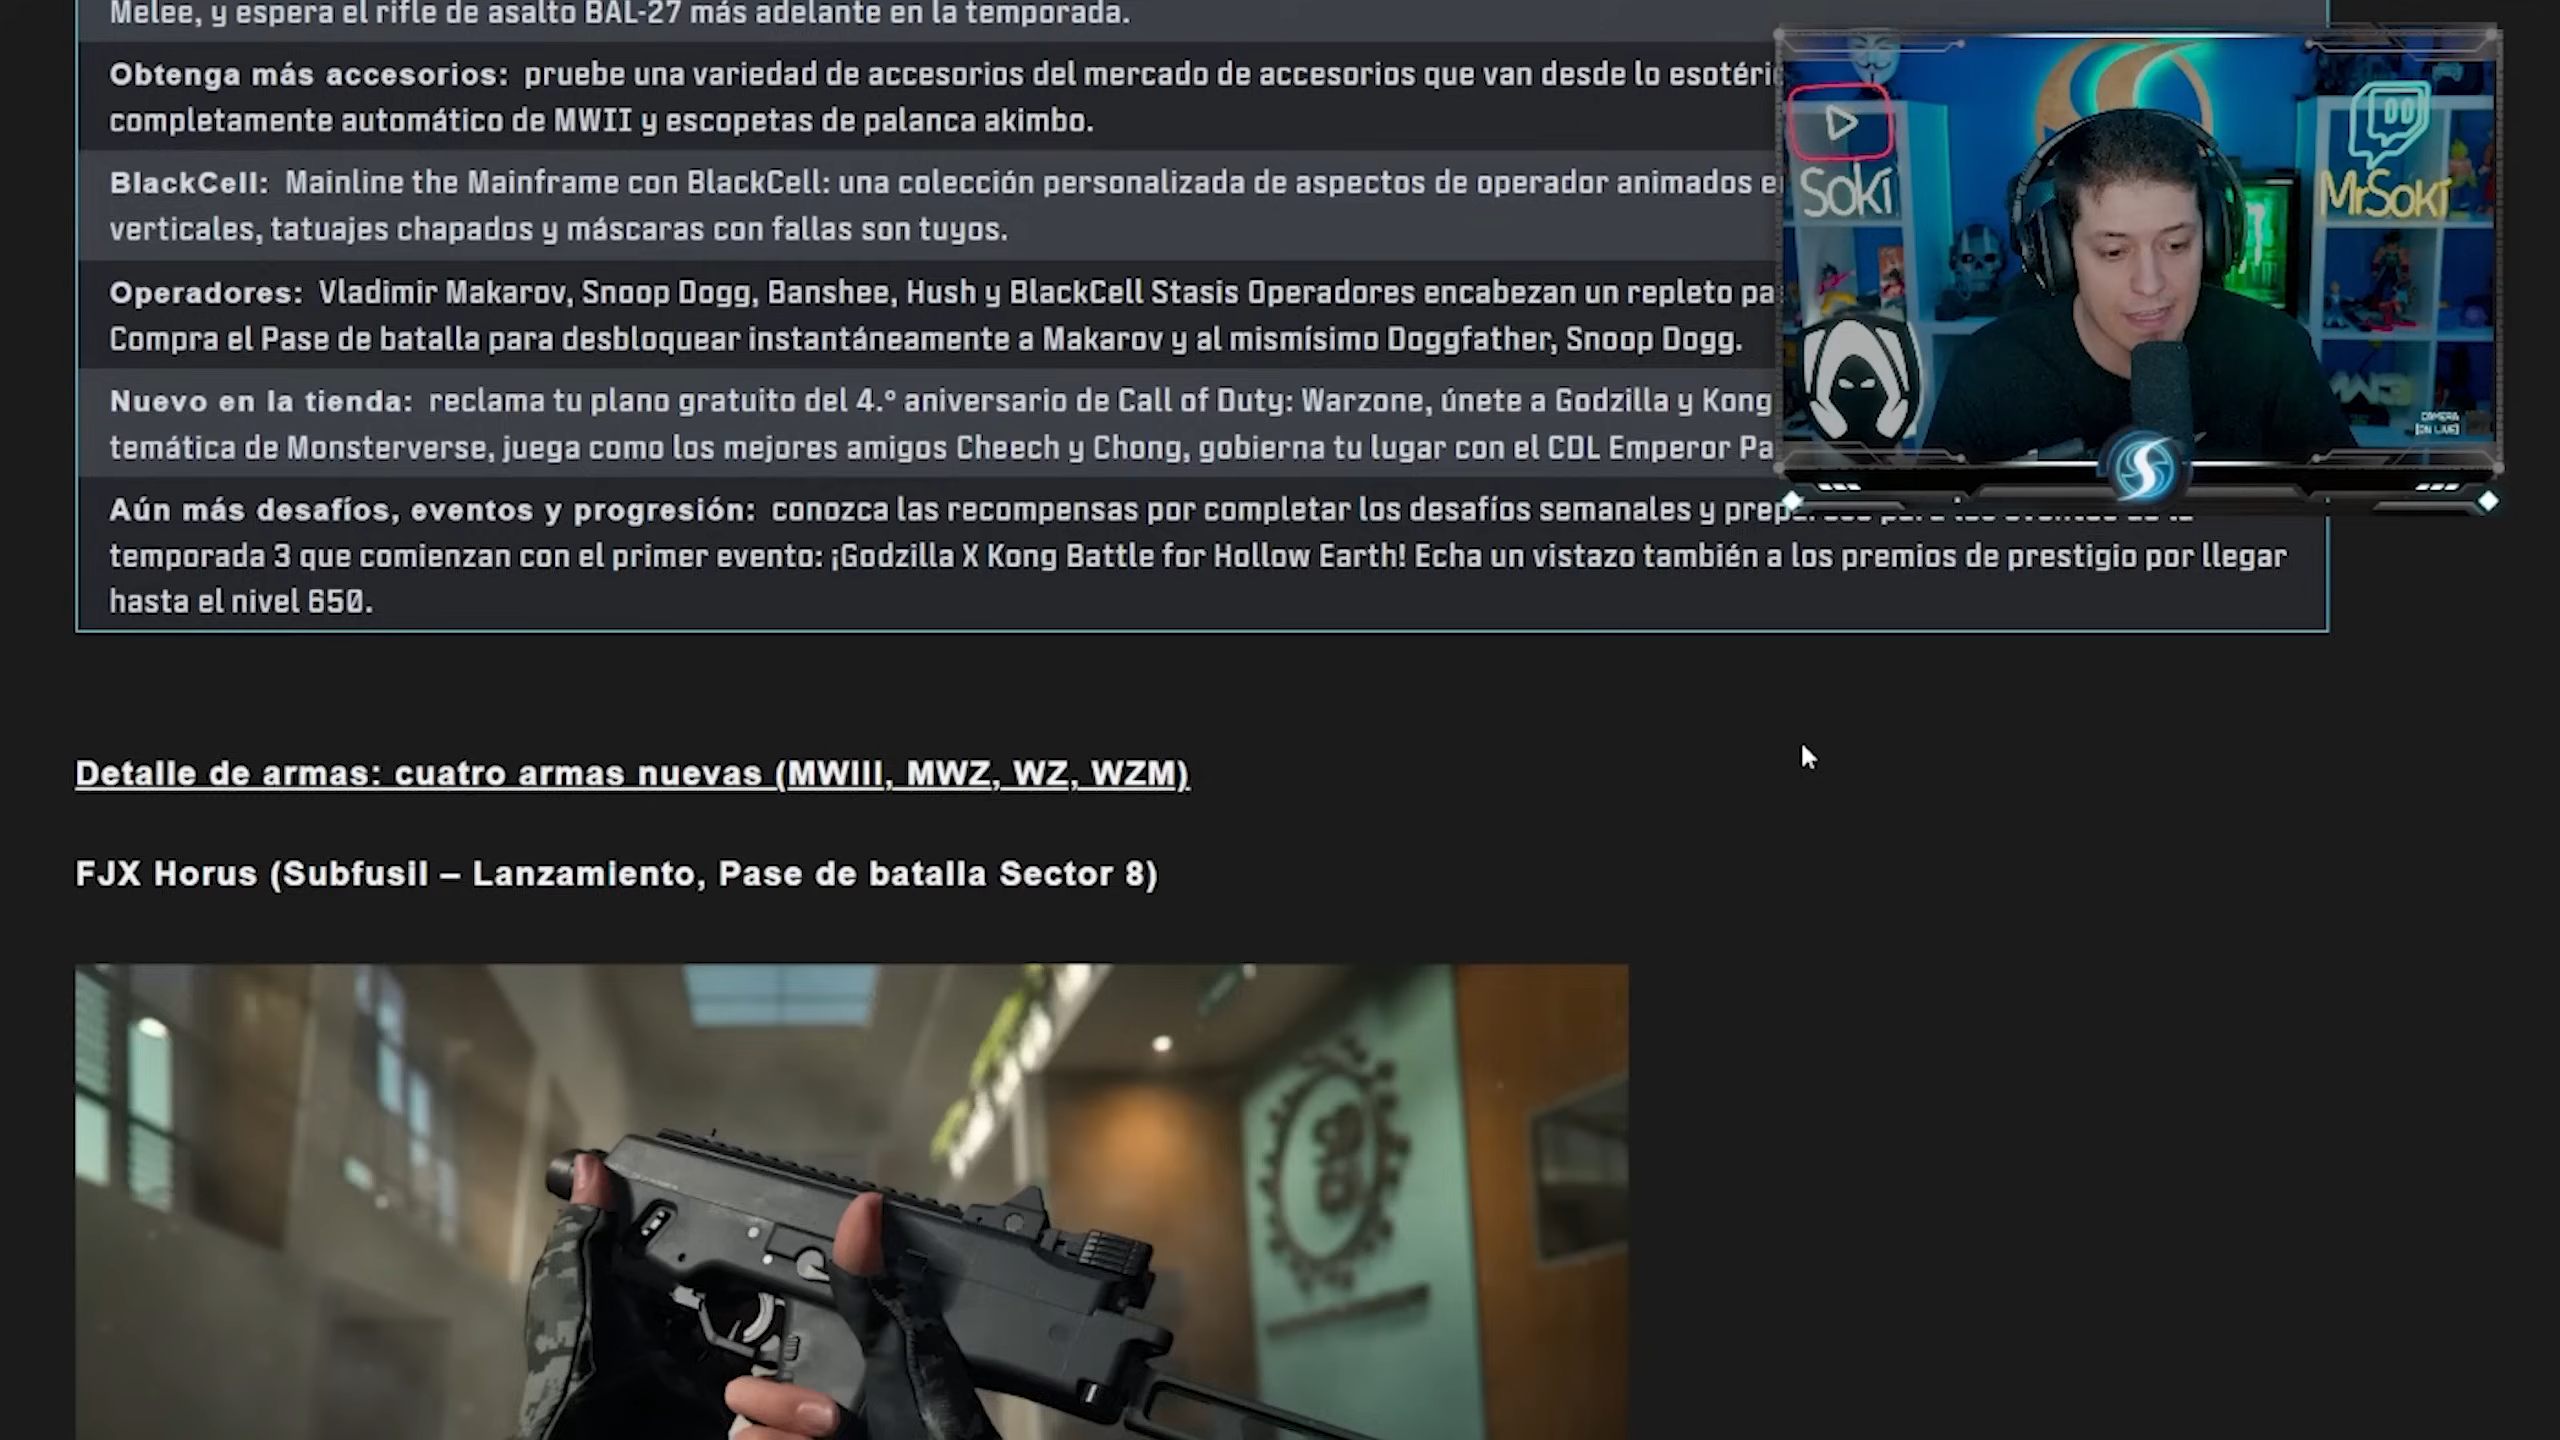 Melee, y espera el rifle de asalto BAL-27 más adelante en la temporada.
Obtenga más accesorios: pruebe una variedad de accesorios del mercado de accesorios que van desde lo
completamente automático de MWII y escopetas de palanca akimbo.
BlackCell: Mainline the Mainframe con BlackCell: una colección personalizada de aspectos de operador animados
verticales, tatuajes chapados y máscaras con fallas son tuyos.
Operadores: Vladimir Makarov, Snoop Dogg, Banshee, Hush y BlackCell Stasis Operadores encabezan un repleto
Compra el Pase de batalla para desbloquear instantáneamente a Makarov y al mismísimo Doggfather, Snoop Dogg.
Nuevo en la tienda: reclama tu plano gratuito del 4.º aniversario de Call of Duty: Warzone, únete a Godzilla y Kong
temática de Monsterverse, juega como los mejores amigos Cheech y Chong, gobierna tu lugar con el CDL Emperor
Aún más desafíos, eventos y progresión: conozca las recompensas por completar los desafíos semanales y
temporada 3 que comienzan con el primer evento: ¡Godzilla X Kong Battle for Hollow Earth! Echa un vistazo también a los premios de prestigio por llegar
hasta el nivel 650.
Soki
MrSoki
CAMERA
[ON LIVE]
Detalle de armas: cuatro armas nuevas (MWIII, MWZ, WZ, WZM)
FJX Horus (Subfusil – Lanzamiento, Pase de batalla Sector 8)